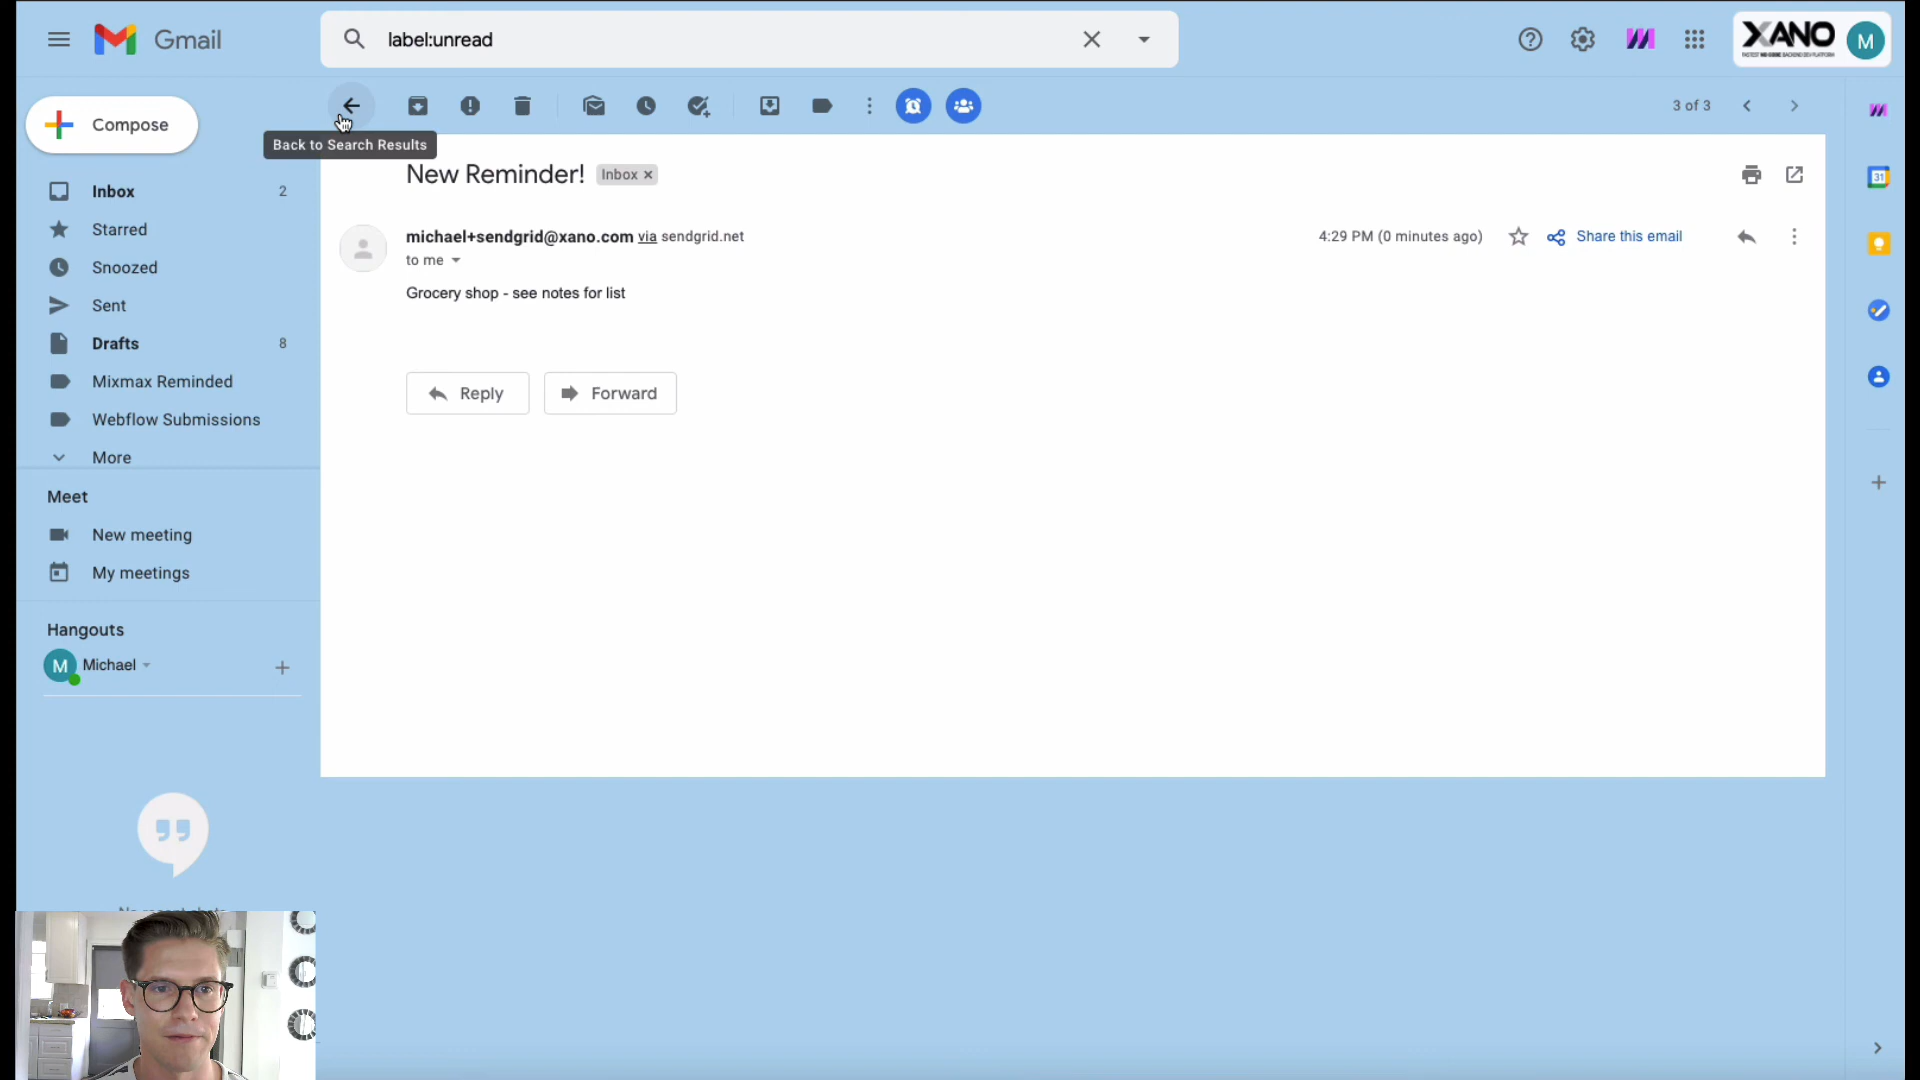 Gmail
label:unread
XANO
M
Compose
Back to Search Results
3 of 3
New Reminder!
Inbox ×
Inbox 2
Starred
Snoozed
Sent
Drafts 8
Mixmax Reminded
Webflow Submissions
More
michael+sendgrid@xano.com via sendgrid.net
4:29 PM (0 minutes ago)
Share this email
to me
Grocery shop - see notes for list
Reply
Forward
31
Meet
New meeting
My meetings
Hangouts
M Michael